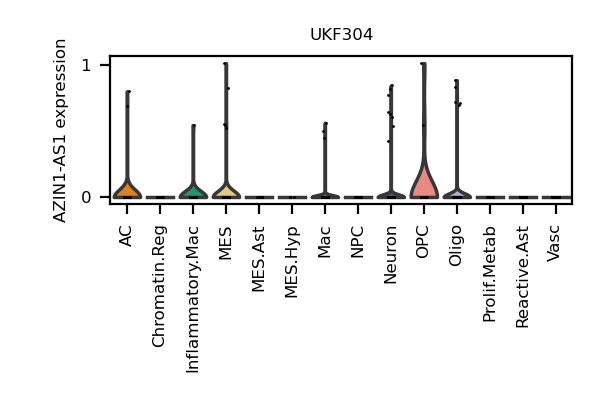 UKF304
AZIN1-AS1 expression
1
0
AC
Chromatin.Reg
Inflammatory.Mac
MES
MES.Ast
MES.Hyp
Mac
NPC
Neuron
OPC
Oligo
Prolif.Metab
Reactive.Ast
Vasc